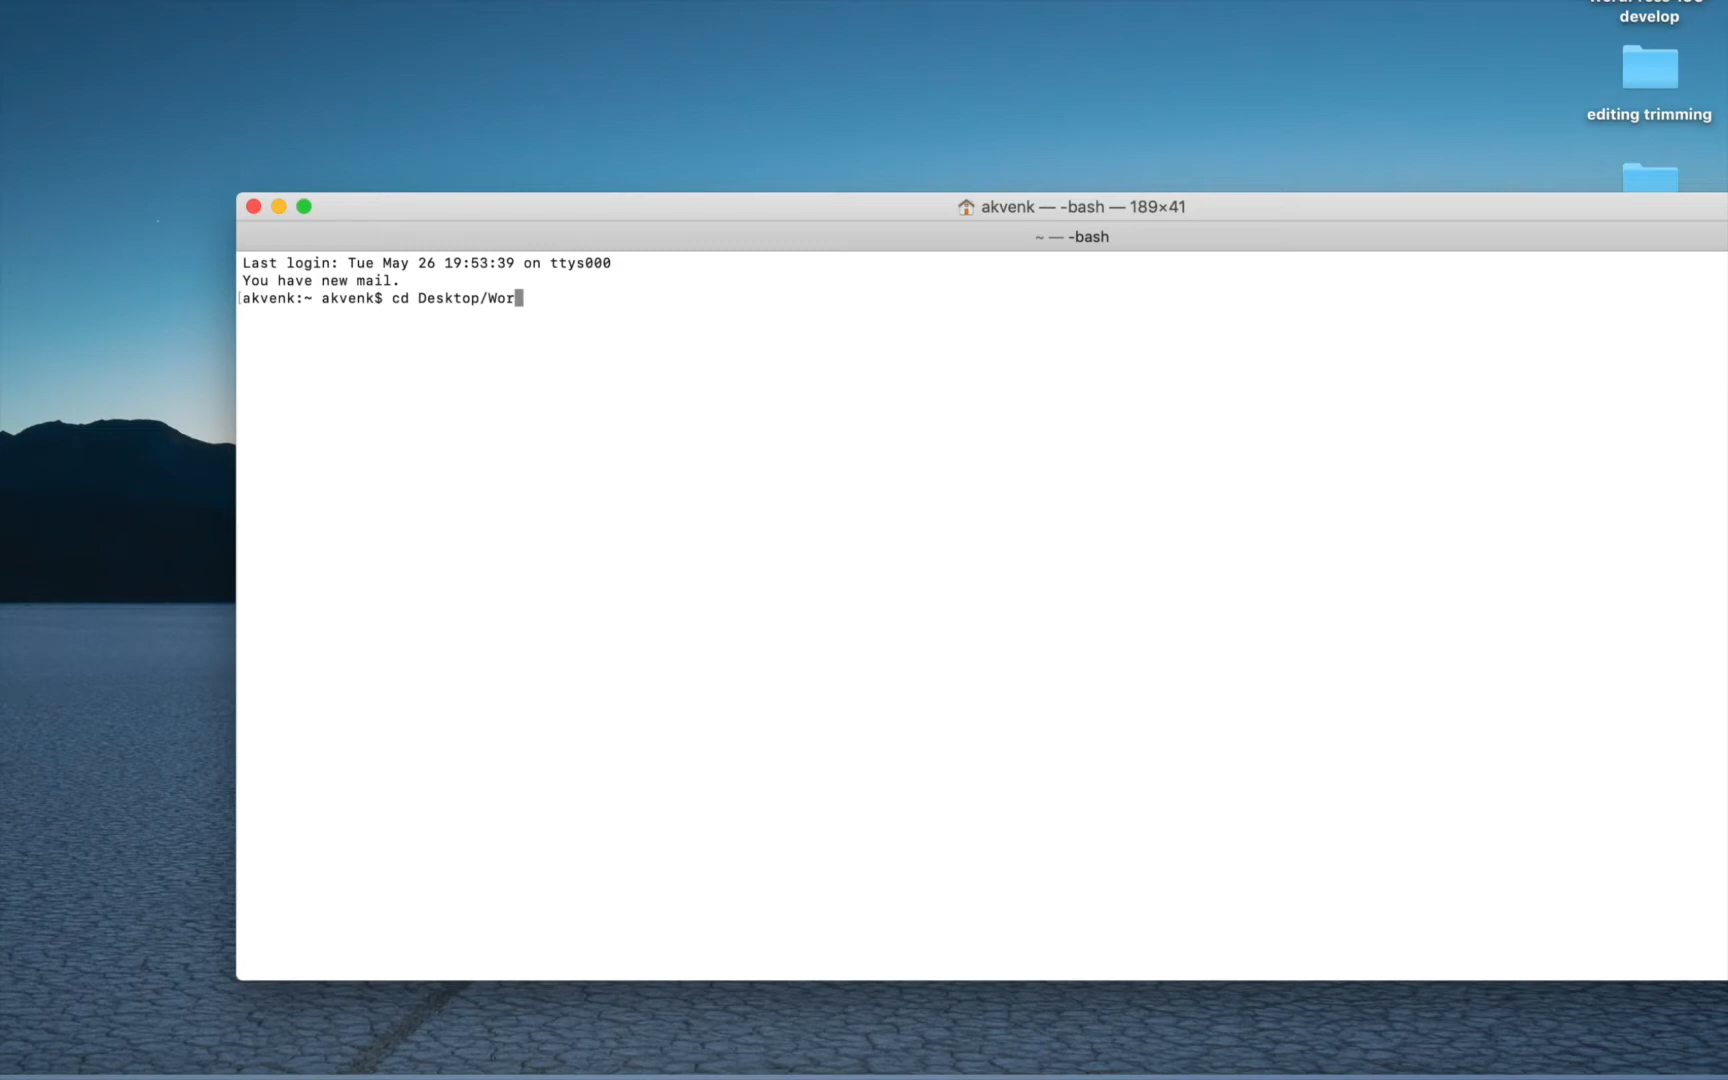 develop
editing trimming
akvenk — -bash — 189×41
~ — -bash
Last login: Tue May 26 19:53:39 on ttys000
You have new mail.
[akvenk:~ akvenk$ cd Desktop/Wor